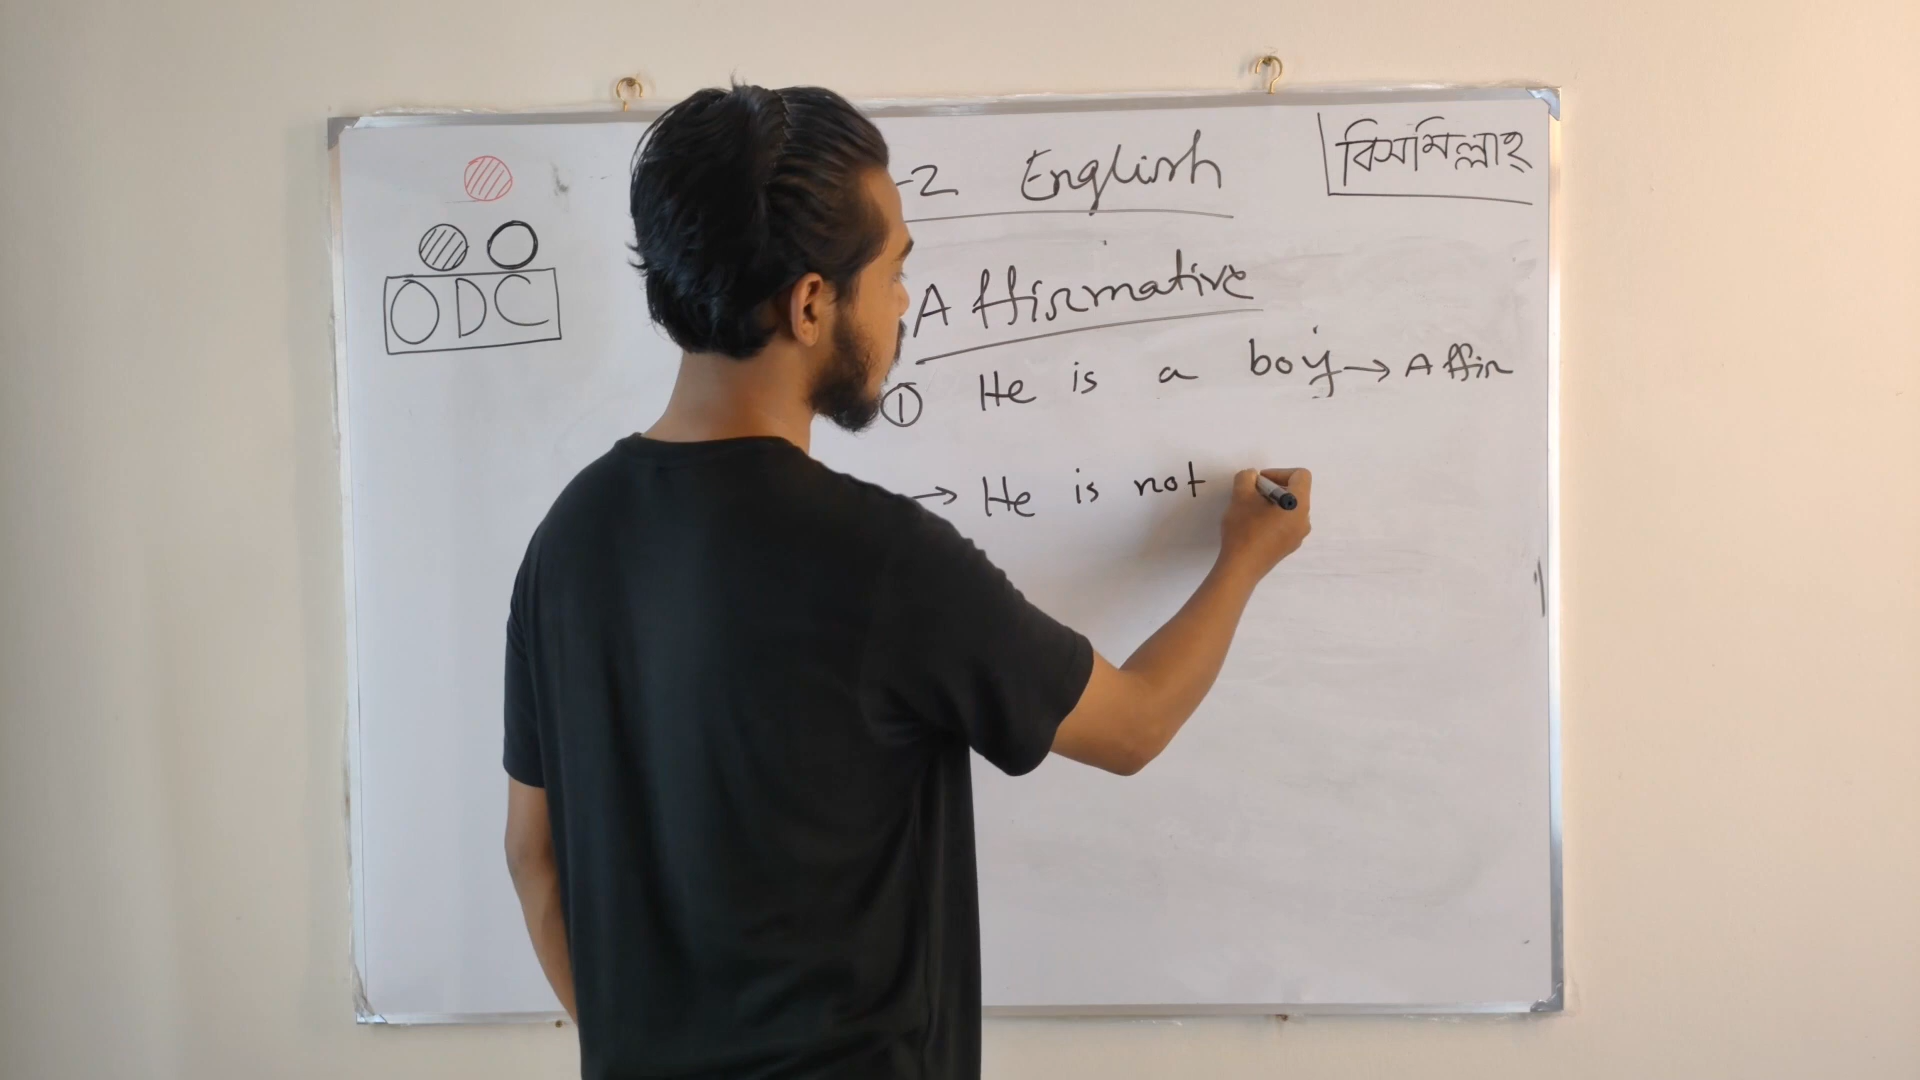 -2 English
বিসমিল্লাহ
ODC
Affirmative
① He is a boy → Affir
→ He is not